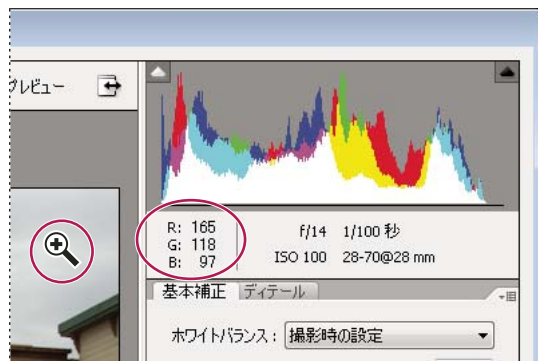 プレビュー
R: 165
G: 118
B: 97
f/14 1/100 秒
ISO 100 28-70@28 mm
基本補正 ディテール
ホワイトバランス: 撮影時の設定